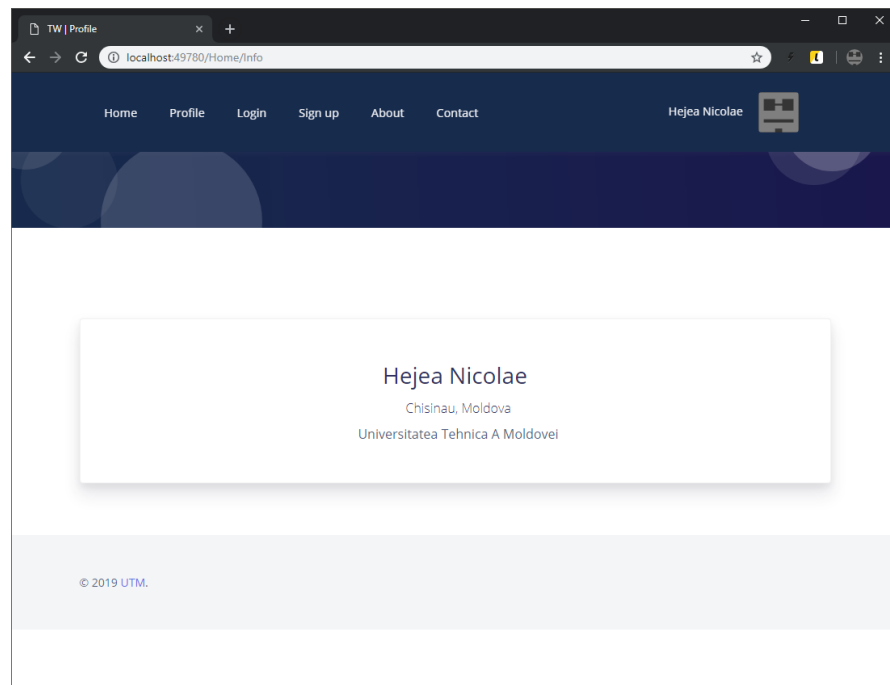 TW | Profile
localhost:49780/Home/Info
Home Profile Login Sign up About Contact Hejea Nicolae
Hejea Nicolae
Chisinau, Moldova
Universitatea Tehnica A Moldovei
© 2019 UTM.